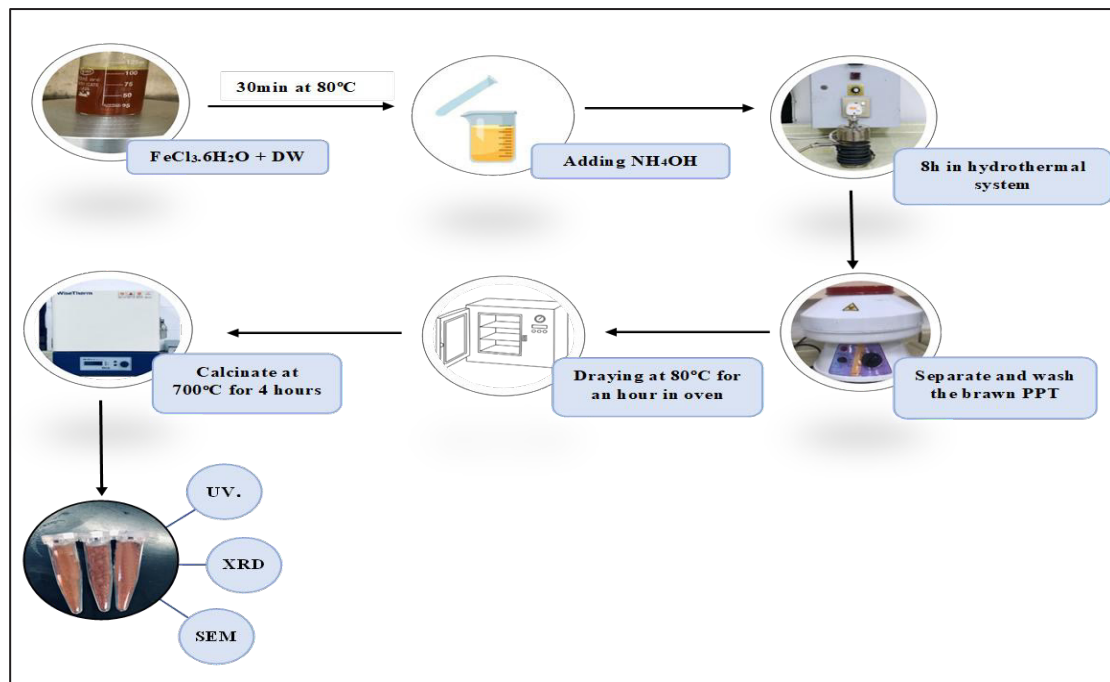 30min at 80°C
FeCl₃.6H₂O + DW
Adding NH₄OH
8h in hydrothermal
system
Separate and wash
the brawn PPT
Draying at 80°C for
an hour in oven
WiseTherm
Calcinate at
700°C for 4 hours
UV.
XRD
SEM